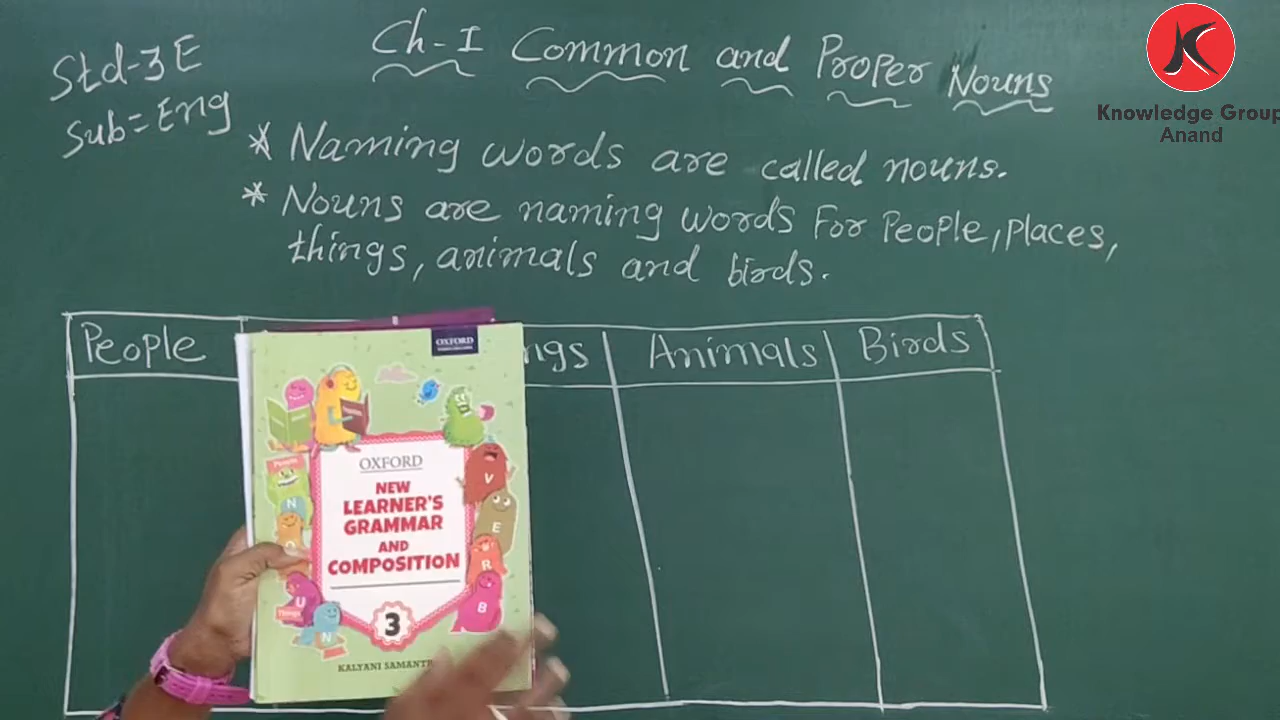 Std-3 E
Sub=Eng
Ch-I Common and Proper Nouns
Knowledge Group
Anand
* Naming words are called nouns.
* Nouns are naming words for People, places,
things, animals and birds.
People
ngs
Animals
Birds
OXFORD
OXFORD
NEW
LEARNER'S
GRAMMAR
AND
COMPOSITION
3
KALYANI SAMANT
N
O
U
N
V
E
R
B